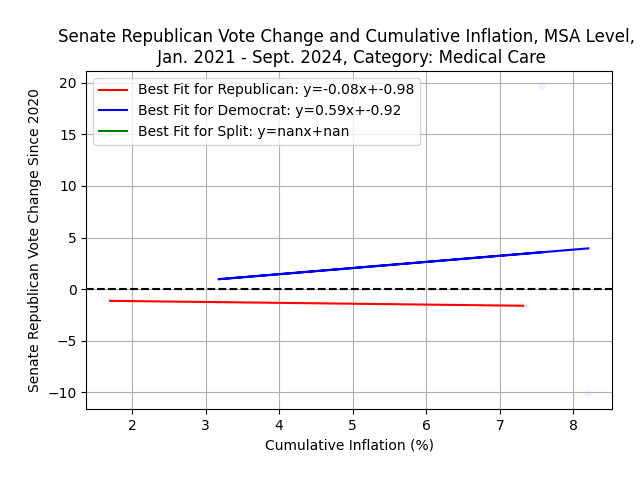 Senate Republican Vote Change and Cumulative Inflation, MSA Level,
Jan. 2021 - Sept. 2024, Category: Medical Care
Best Fit for Republican: y=-0.08x+-0.98
Best Fit for Democrat: y=0.59x+-0.92
Best Fit for Split: y=nanx+nan
Senate Republican Vote Change Since 2020
20
15
10
5
0
−5
−10
2 3 4 5 6 7 8
Cumulative Inflation (%)